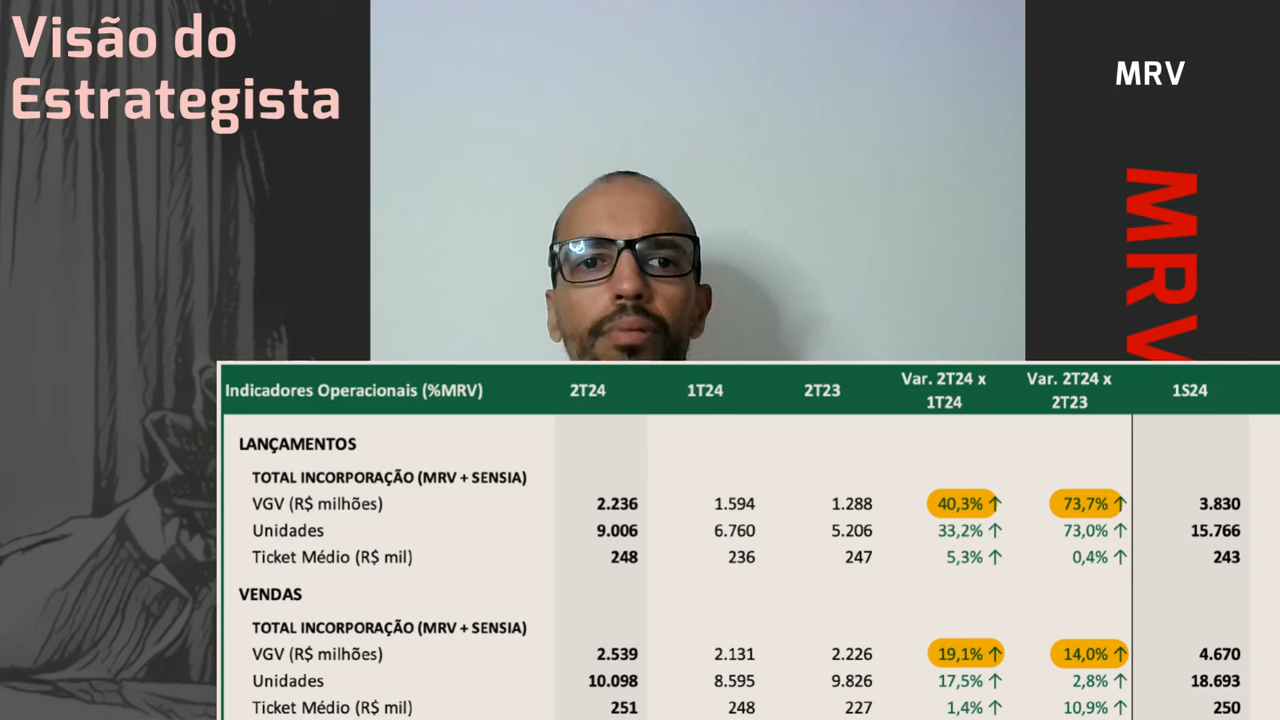 Visão do
Estrategista
MRV
MRV
Indicadores Operacionais (%MRV) 2T24 1T24 2T23 Var. 2T24 x 1T24 Var. 2T24 x 2T23 1S24
LANÇAMENTOS
TOTAL INCORPORAÇÃO (MRV + SENSIA)
VGV (R$ milhões) 2.236 1.594 1.288 40,3% ↑ 73,7% ↑ 3.830
Unidades 9.006 6.760 5.206 33,2% ↑ 73,0% ↑ 15.766
Ticket Médio (R$ mil) 248 236 247 5,3% ↑ 0,4% ↑ 243
VENDAS
TOTAL INCORPORAÇÃO (MRV + SENSIA)
VGV (R$ milhões) 2.539 2.131 2.226 19,1% ↑ 14,0% ↑ 4.670
Unidades 10.098 8.595 9.826 17,5% ↑ 2,8% ↑ 18.693
Ticket Médio (R$ mil) 251 248 227 1,4% ↑ 10,9% ↑ 250